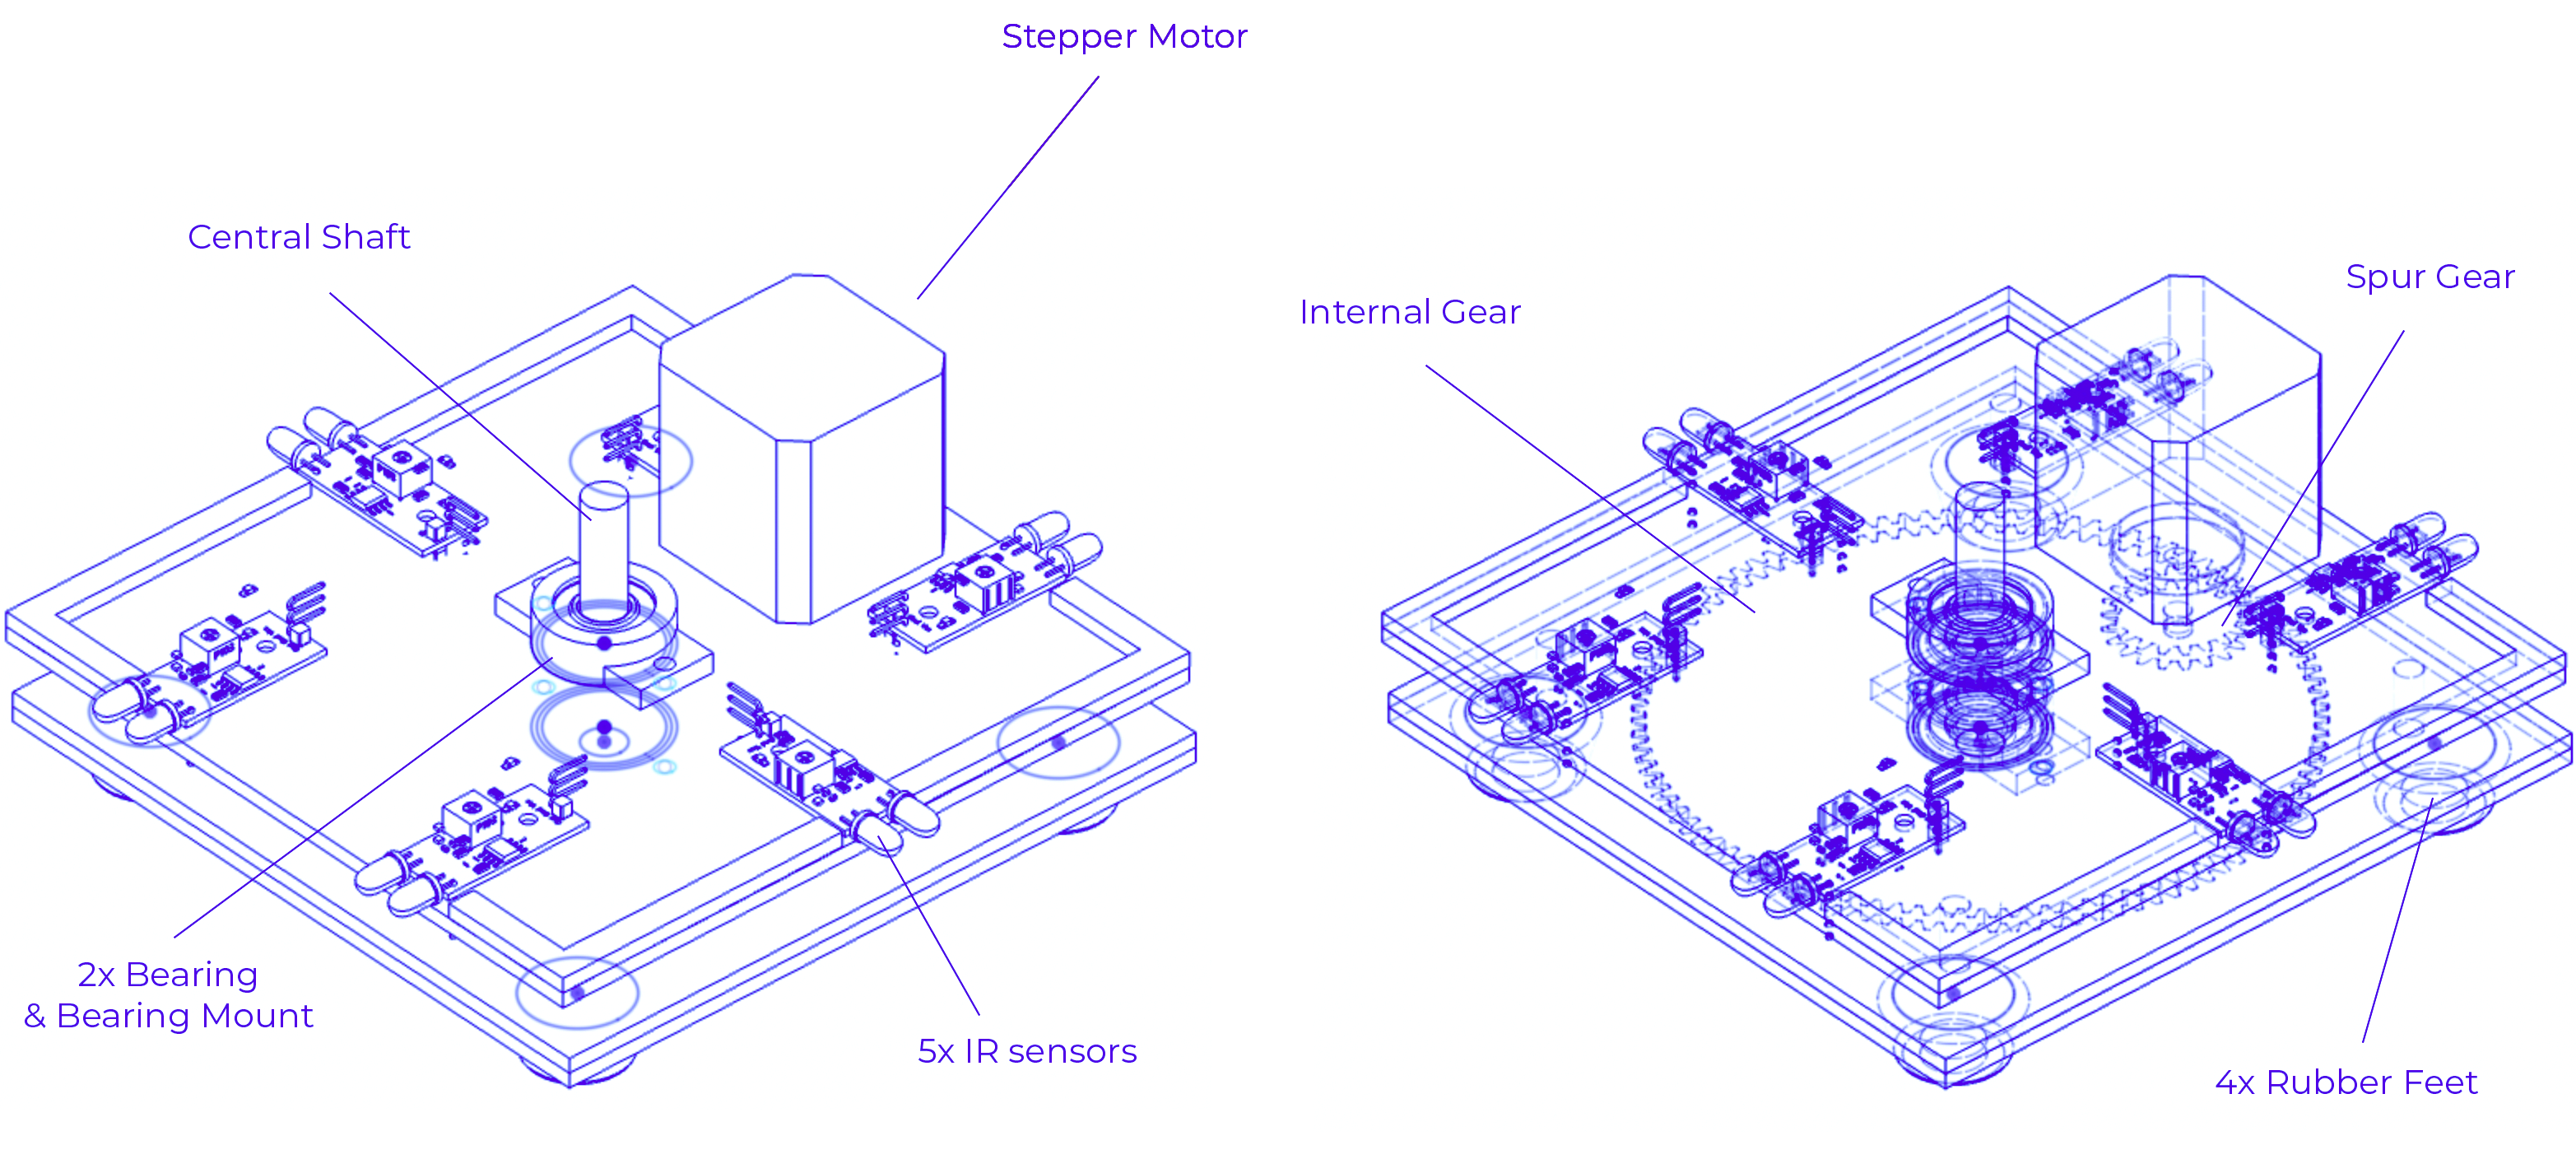 Stepper Motor
Central Shaft
Spur Gear
Internal Gear
2x Bearing
& Bearing Mount
5x IR sensors
4x Rubber Feet